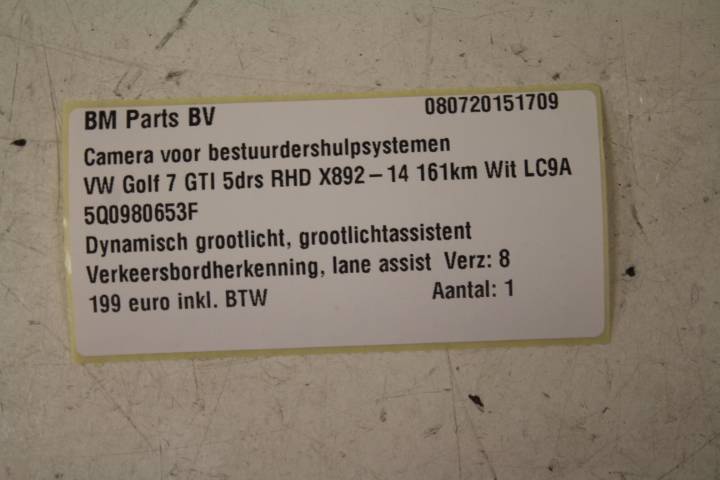 BM Parts BV 080720151709
Camera voor bestuurdershulpsystemen
VW Golf 7 GTI 5drs RHD X892-14 161km Wit LC9A
5Q0980653F
Dynamisch grootlicht, grootlichtassistent
Verkeersbordherkenning, lane assist Verz: 8
199 euro inkl. BTW Aantal: 1